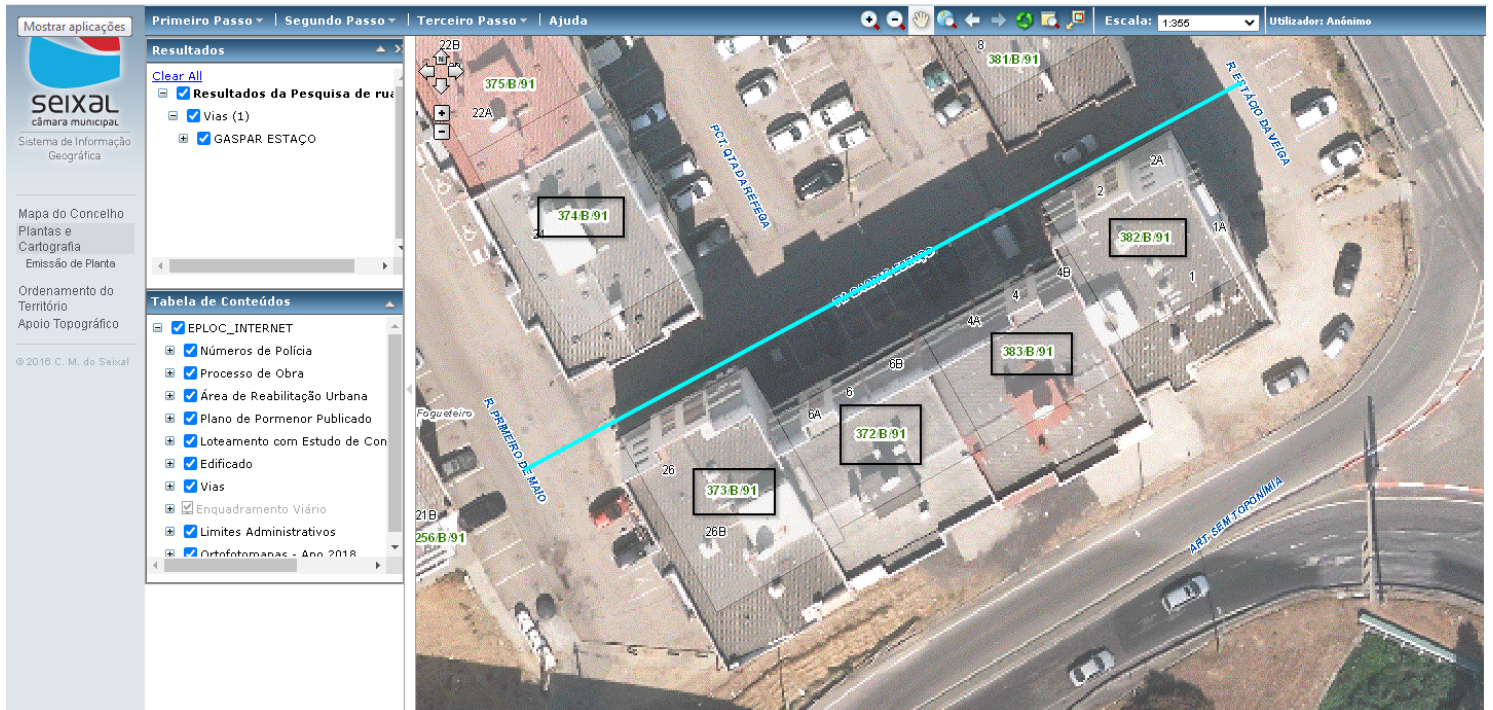 Mostrar aplicações
Primeiro Passo | Segundo Passo | Terceiro Passo | Ajuda
Escala: 1:355
Utilizador: Anónimo
seixal
câmara municipal
Sistema de Informação
Geográfica
Mapa do Concelho
Plantas e
Cartografia
Emissão de Planta
Ordenamento do
Território
Apoio Topográfico
©2016 C. M. do Seixal
Resultados
Clear All
Resultados da Pesquisa de rua
Vias (1)
GASPAR ESTAÇO
Tabela de Conteúdos
EPLOC_INTERNET
Números de Polícia
Processo de Obra
Área de Reabilitação Urbana
Plano de Pormenor Publicado
Loteamento com Estudo de Con
Edificado
Vias
Enquadramento Viário
Limites Administrativos
Ortofotomapas - Ano 2018
22B
N
375/B/91
22A
8
381/B/91
R. ESTÁCIO DA VEIGA
PCT. QTA DA REFEGA
2A
2
374/B/91
382/B/91
1A
1
4B
4
4A
383/B/91
6B
6
6A
372/B/91
Fogueteiro
R. PRIMEIRO DE MAIO
26
373/B/91
26B
21B
256/B/91
ART. SEM TOPONÍMIA